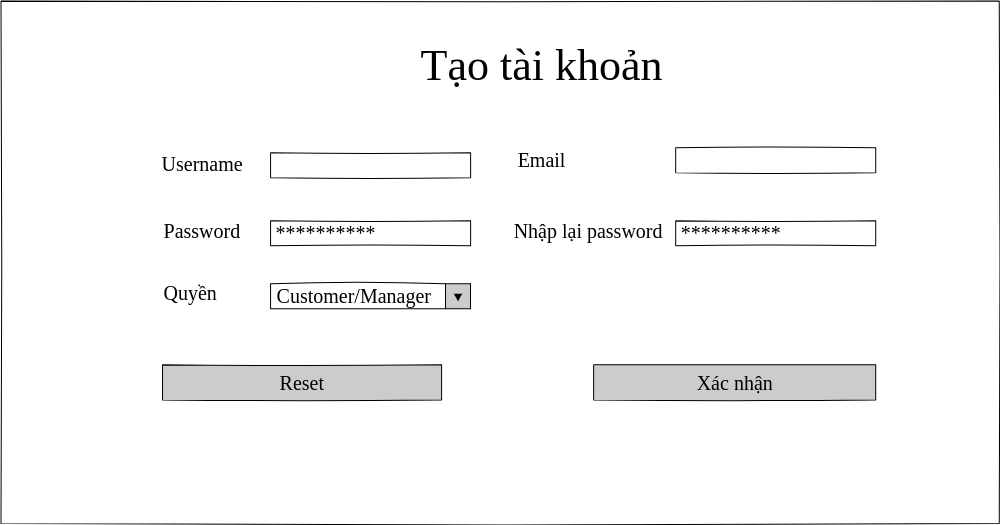 Tạo tài khoản
Username
Email
Password **********
Nhập lại password **********
Quyền Customer/Manager ▼
Reset
Xác nhận